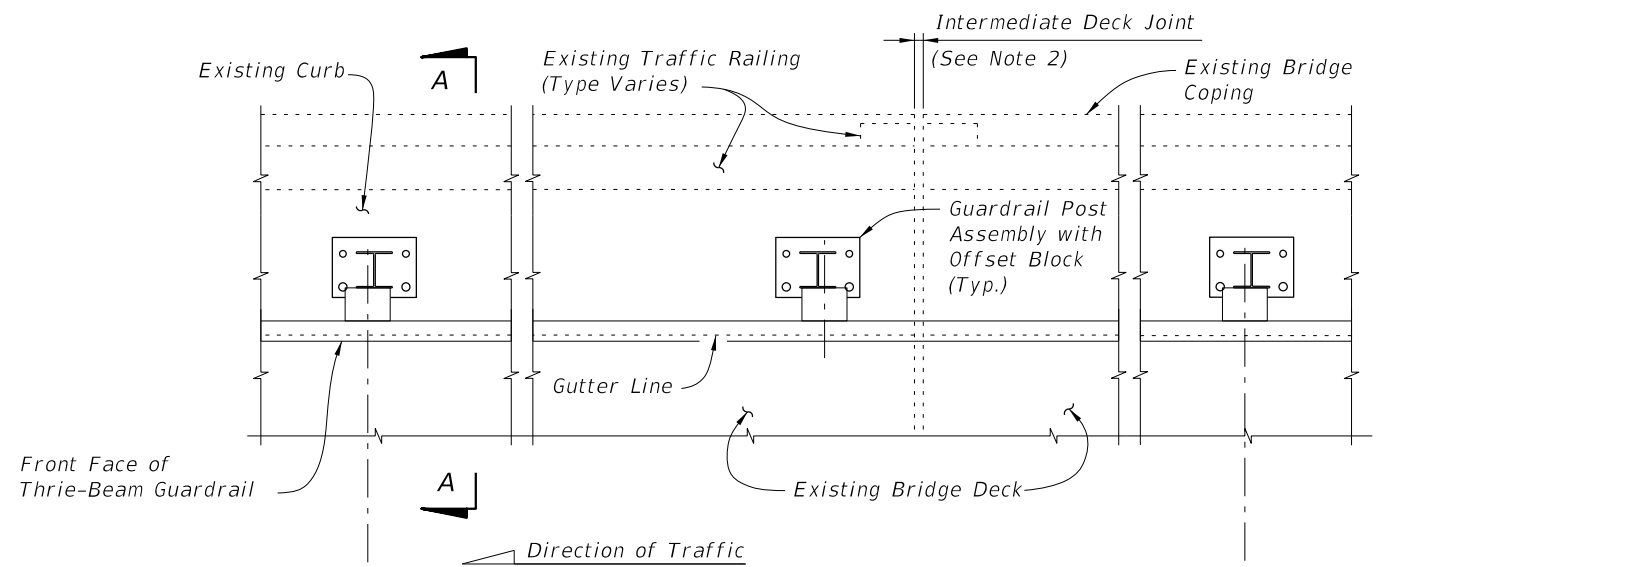 Intermediate Deck Joint
(See Note 2)
Existing Curb
A
Existing Traffic Railing
(Type Varies)
Existing Bridge
Coping
Guardrail Post
Assembly with
Offset Block
(Typ.)
Gutter Line
Front Face of
Thrie-Beam Guardrail
A
Existing Bridge Deck
Direction of Traffic